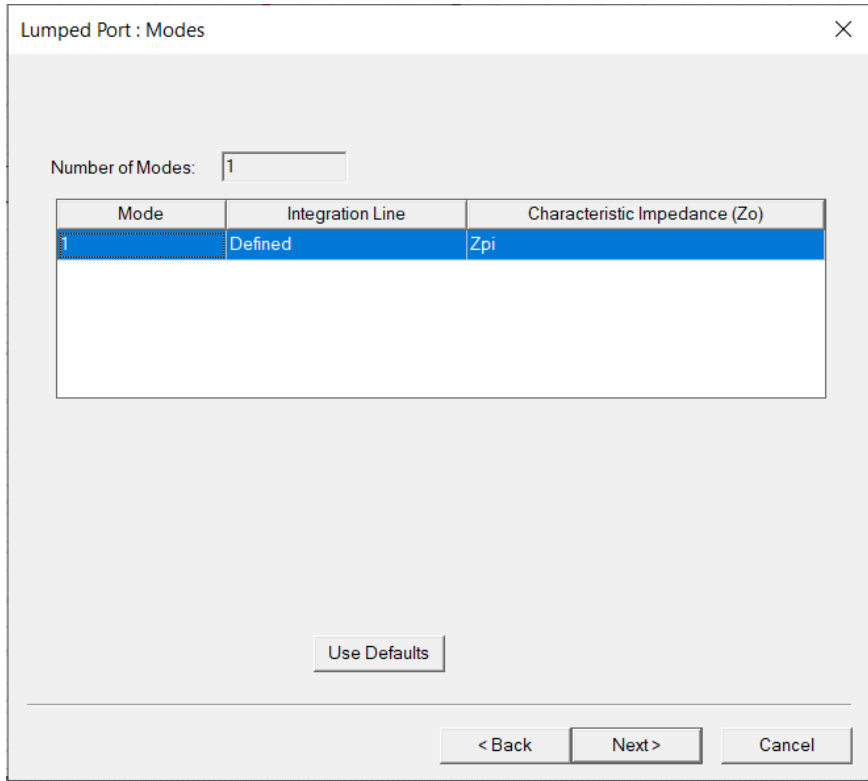 Lumped Port : Modes
Number of Modes: 1
Mode Integration Line Characteristic Impedance (Zo)
1 Defined Zpi
Use Defaults
< Back Next > Cancel